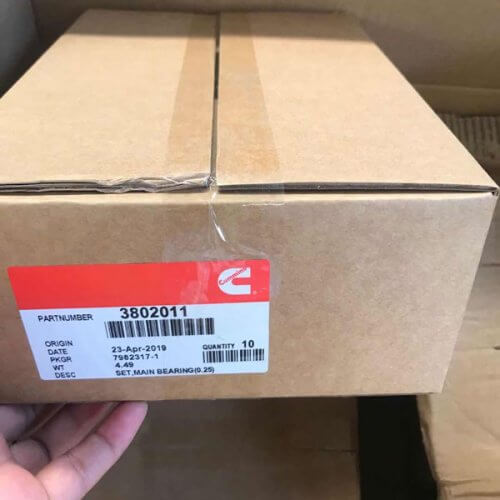 Cummins
PARTNUMBER 3802011
ORIGIN
DATE 23-Apr-2019 QUANTITY 10
PKGR 7982317-1
WT 4.49
DESC SET,MAIN BEARING(0.25)